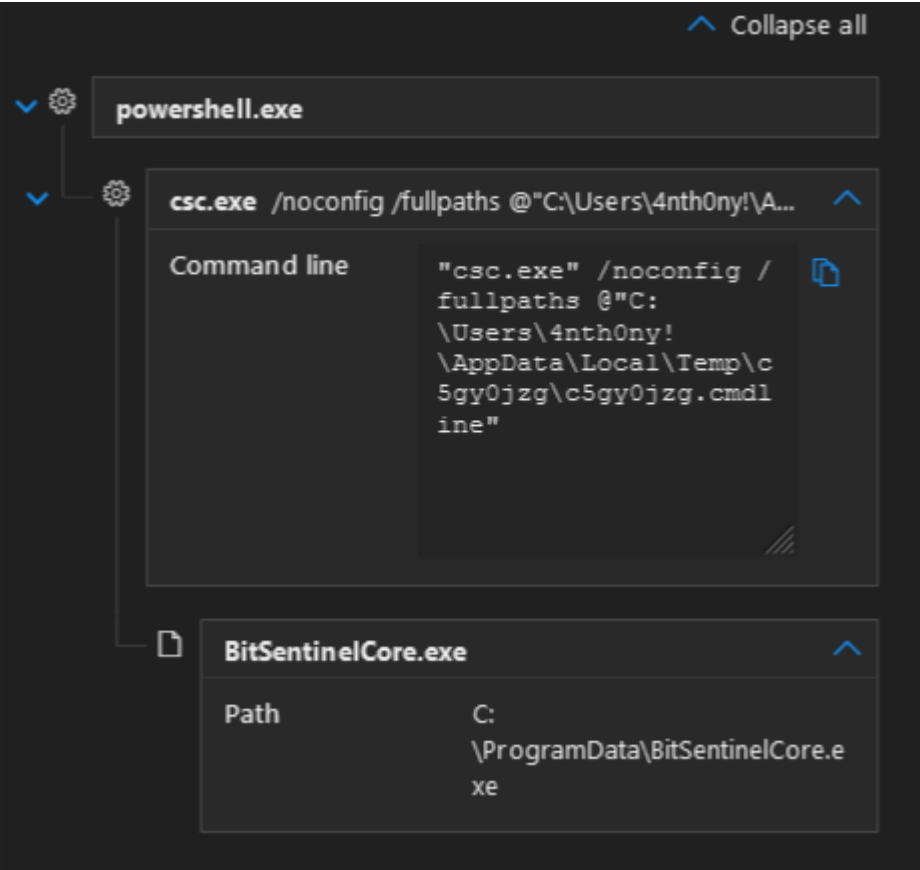 Collapse all
powershell.exe
csc.exe /noconfig /fullpaths @"C:\Users\4nth0ny!\A...
Command line
"csc.exe" /noconfig /
fullpaths @"C:
\Users\4nth0ny!
\AppData\Local\Temp\c
5gy0jzg\c5gy0jzg.cmdl
ine"
BitSentinelCore.exe
Path
C:
\ProgramData\BitSentinelCore.e
xe